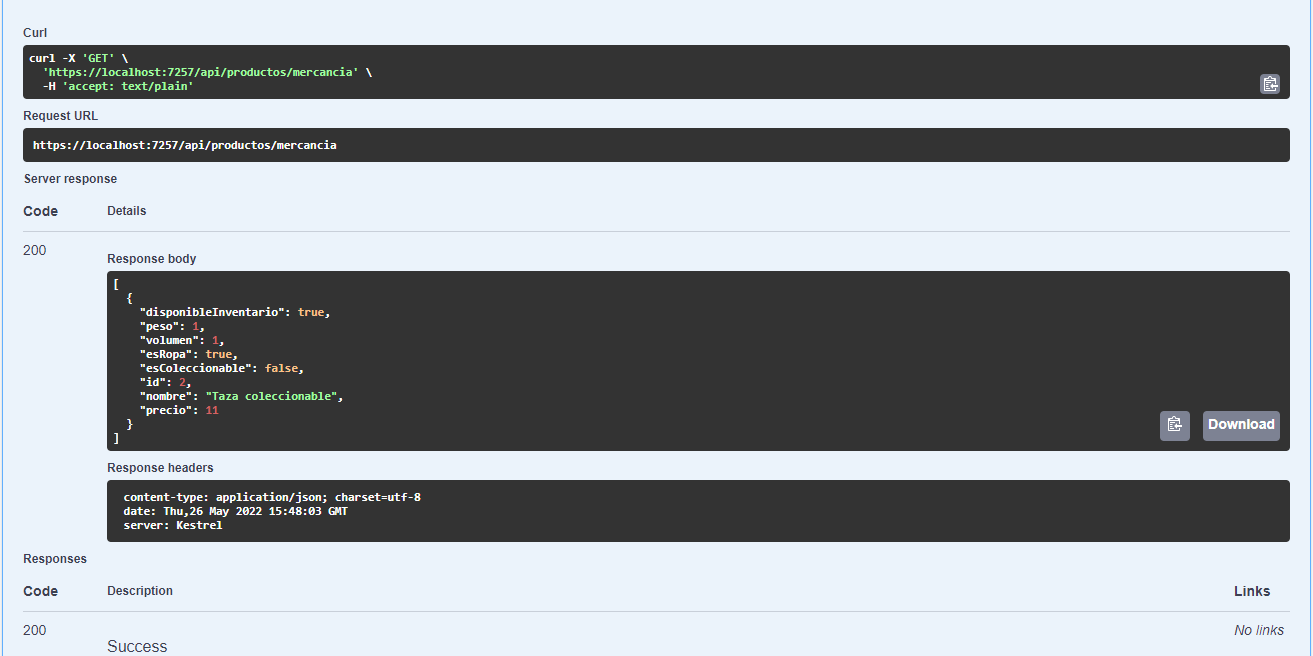 Curl
curl -X 'GET' \
'https://localhost:7257/api/productos/mercancia' \
-H 'accept: text/plain'
Request URL
https://localhost:7257/api/productos/mercancia
Server response
Code Details
200
Response body
[
{
"disponibleInventario": true,
"peso": 1,
"volumen": 1,
"esRopa": true,
"esColeccionable": false,
"id": 2,
"nombre": "Taza coleccionable",
"precio": 11
}
]
Download
Response headers
content-type: application/json; charset=utf-8
date: Thu,26 May 2022 15:48:03 GMT
server: Kestrel
Responses
Code Description Links
200 No links
Success